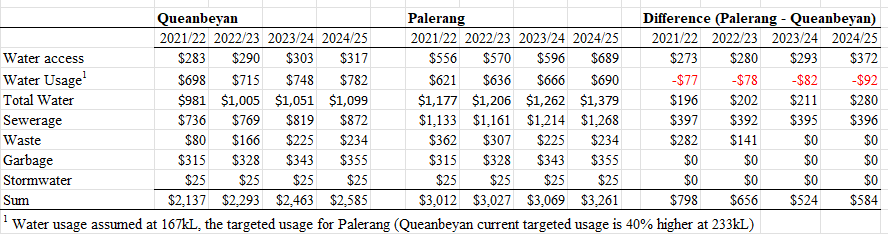 Queanbeyan Palerang Difference (Palerang - Queanbeyan)
2021/22 2022/23 2023/24 2024/25 2021/22 2022/23 2023/24 2024/25 2021/22 2022/23 2023/24 2024/25
Water access $283 $290 $303 $317 $556 $570 $596 $689 $273 $280 $293 $372
Water Usage¹ $698 $715 $748 $782 $621 $636 $666 $690 -$77 -$78 -$82 -$92
Total Water $981 $1,005 $1,051 $1,099 $1,177 $1,206 $1,262 $1,379 $196 $202 $211 $280
Sewerage $736 $769 $819 $872 $1,133 $1,161 $1,214 $1,268 $397 $392 $395 $396
Waste $80 $166 $225 $234 $362 $307 $225 $234 $282 $141 $0 $0
Garbage $315 $328 $343 $355 $315 $328 $343 $355 $0 $0 $0 $0
Stormwater $25 $25 $25 $25 $25 $25 $25 $25 $0 $0 $0 $0
Sum $2,137 $2,293 $2,463 $2,585 $3,012 $3,027 $3,069 $3,261 $798 $656 $524 $584
¹ Water usage assumed at 167kL, the targeted usage for Palerang (Queanbeyan current targeted usage is 40% higher at 233kL)